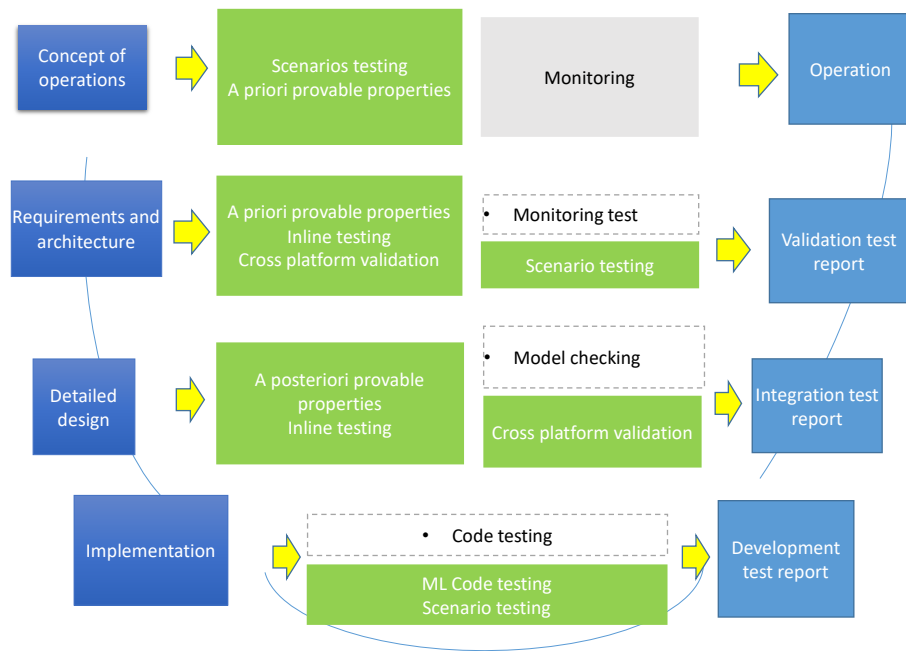 Concept of
operations
Scenarios testing
A priori provable properties
Monitoring
Operation
Requirements and
architecture
A priori provable properties
Inline testing
Cross platform validation
• Monitoring test
Scenario testing
Validation test
report
Detailed
design
A posteriori provable
properties
Inline testing
• Model checking
Cross platform validation
Integration test
report
Implementation
• Code testing
ML Code testing
Scenario testing
Development
test report